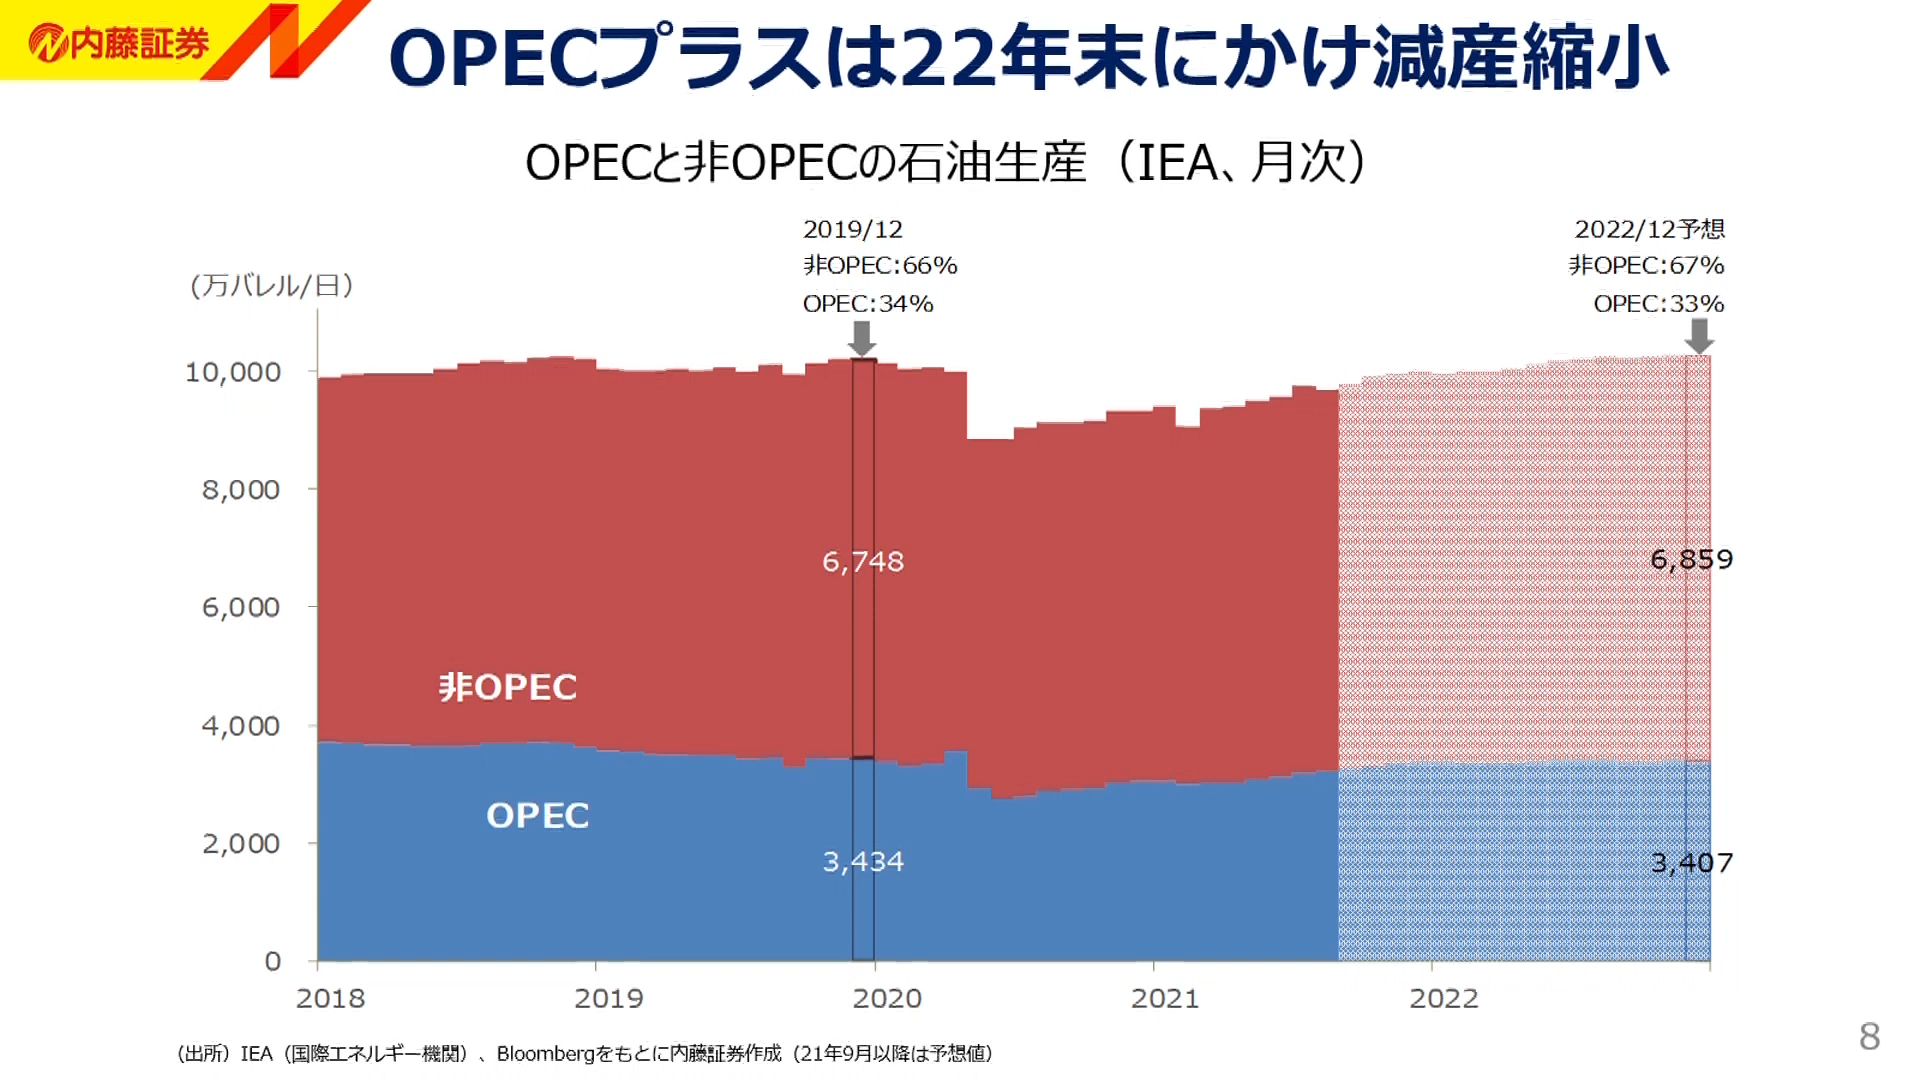 内藤証券
OPECプラスは22年末にかけ減産縮小
OPECと非OPECの石油生産（IEA、月次）
2019/12
非OPEC:66%
OPEC:34%
2022/12予想
非OPEC:67%
OPEC:33%
（万バレル/日）
10,000
8,000
6,000
4,000
2,000
0
6,748
6,859
非OPEC
OPEC
3,434
3,407
2018
2019
2020
2021
2022
（出所）IEA（国際エネルギー機関）、Bloombergをもとに内藤証券作成（21年9月以降は予想値）
8